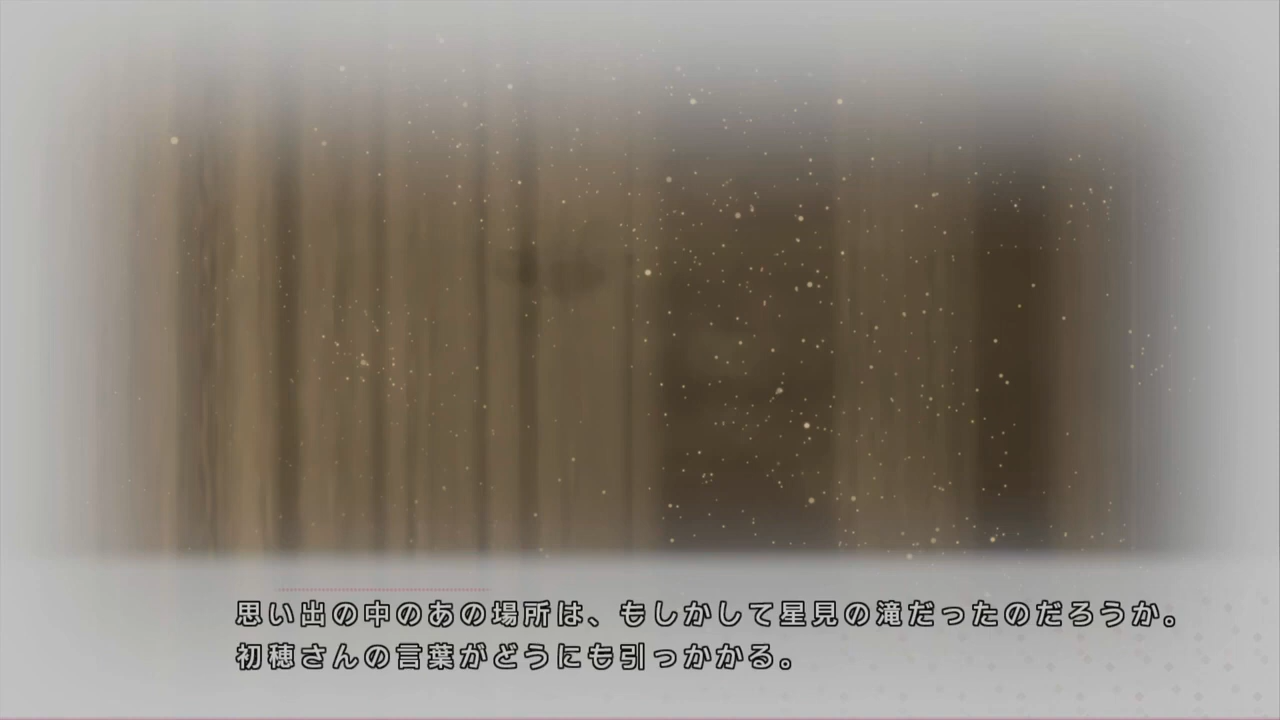 思い出の中のあの場所は、もしかして星見の滝だったのだろうか。
初穂さんの言葉がどうにも引っかかる。